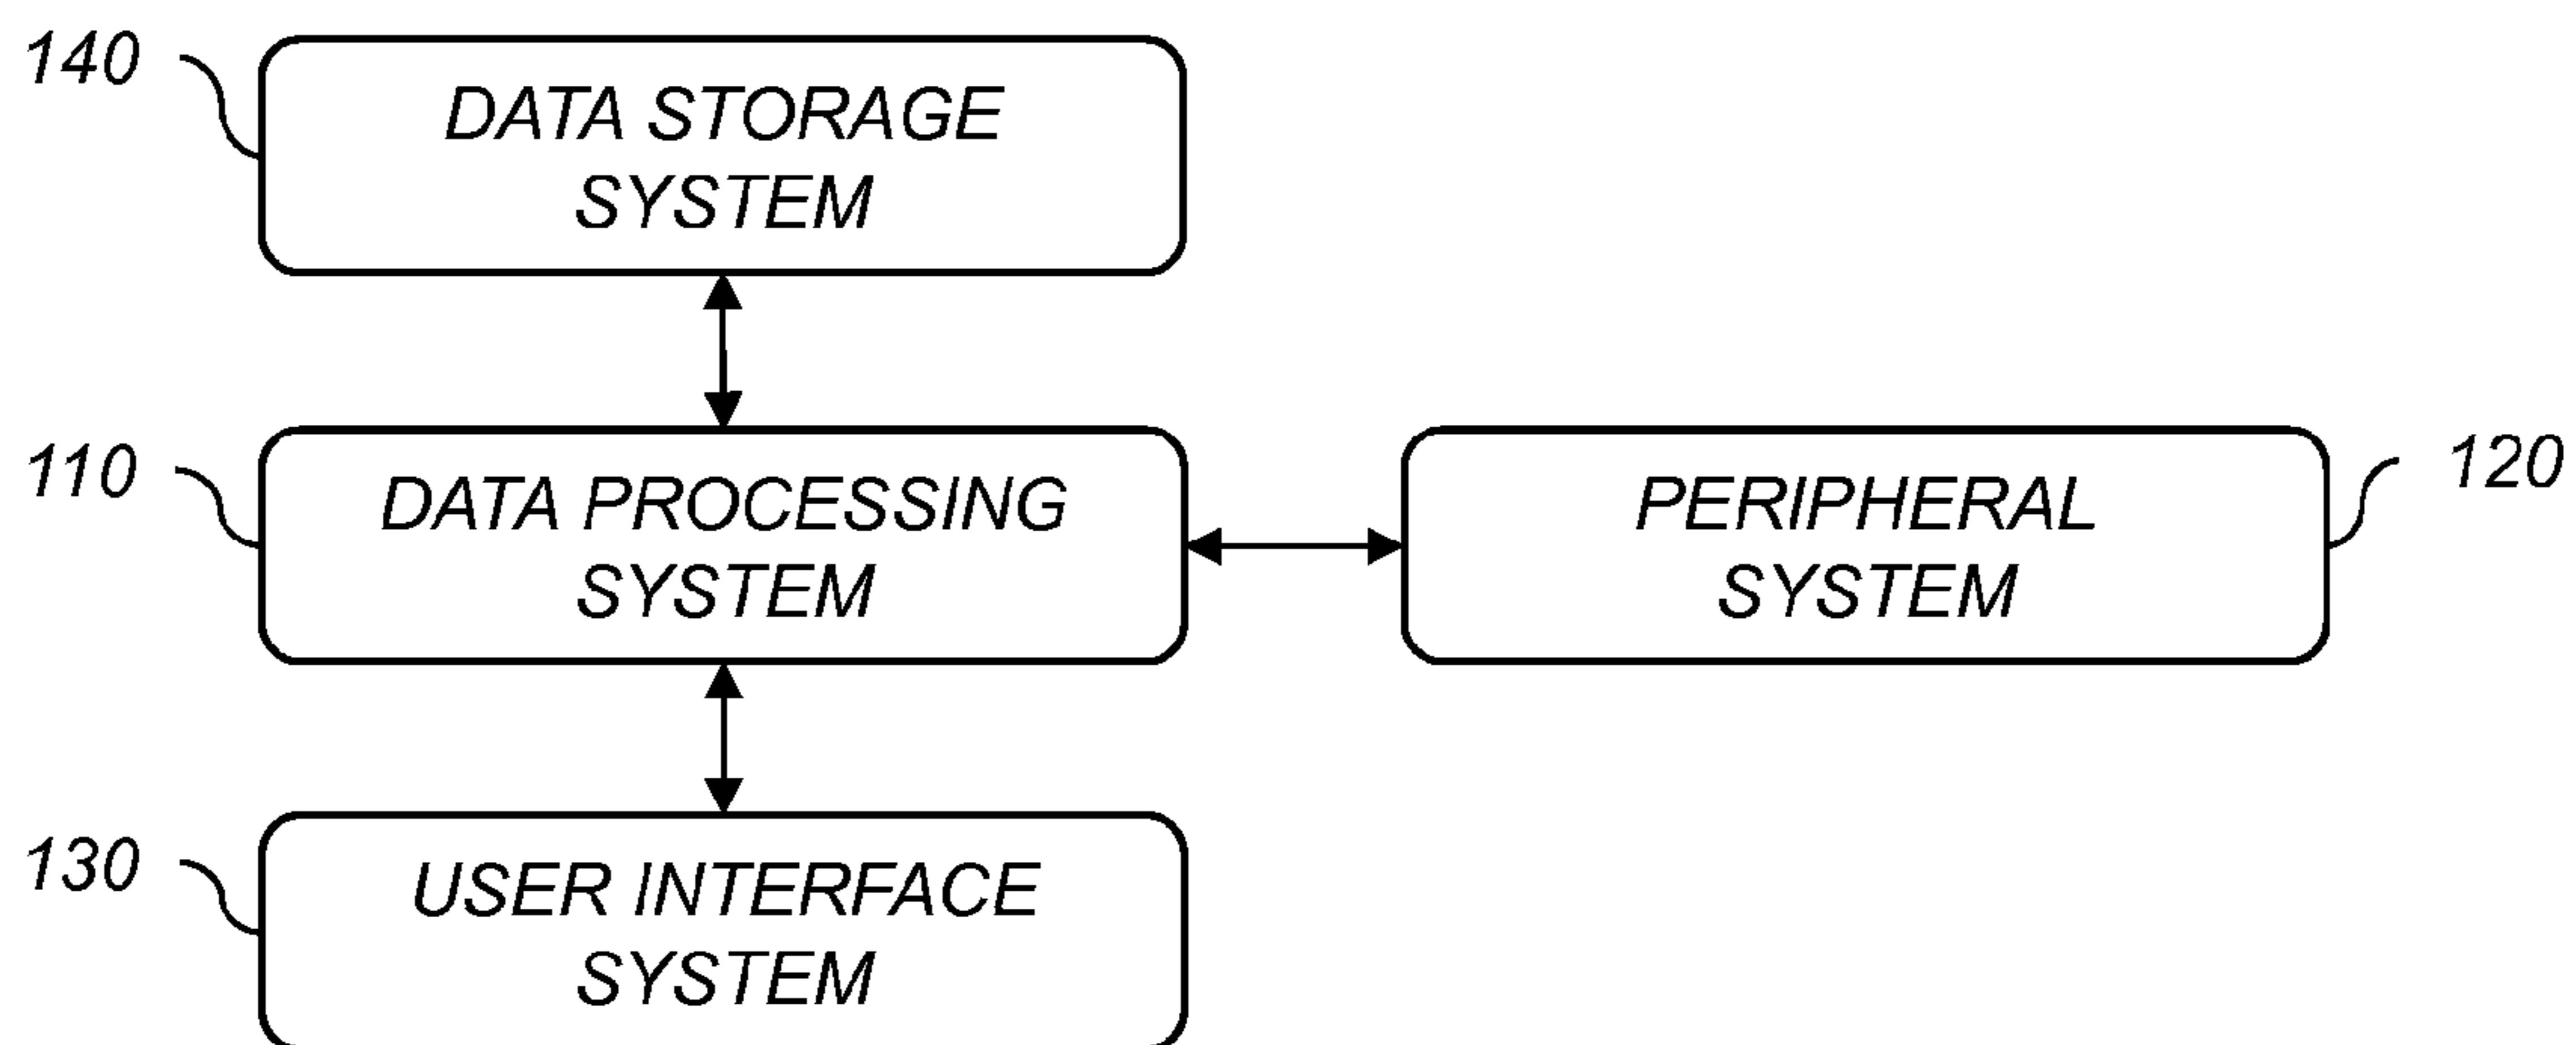 140
DATA STORAGE
SYSTEM
110
DATA PROCESSING
SYSTEM
PERIPHERAL
SYSTEM
120
130
USER INTERFACE
SYSTEM